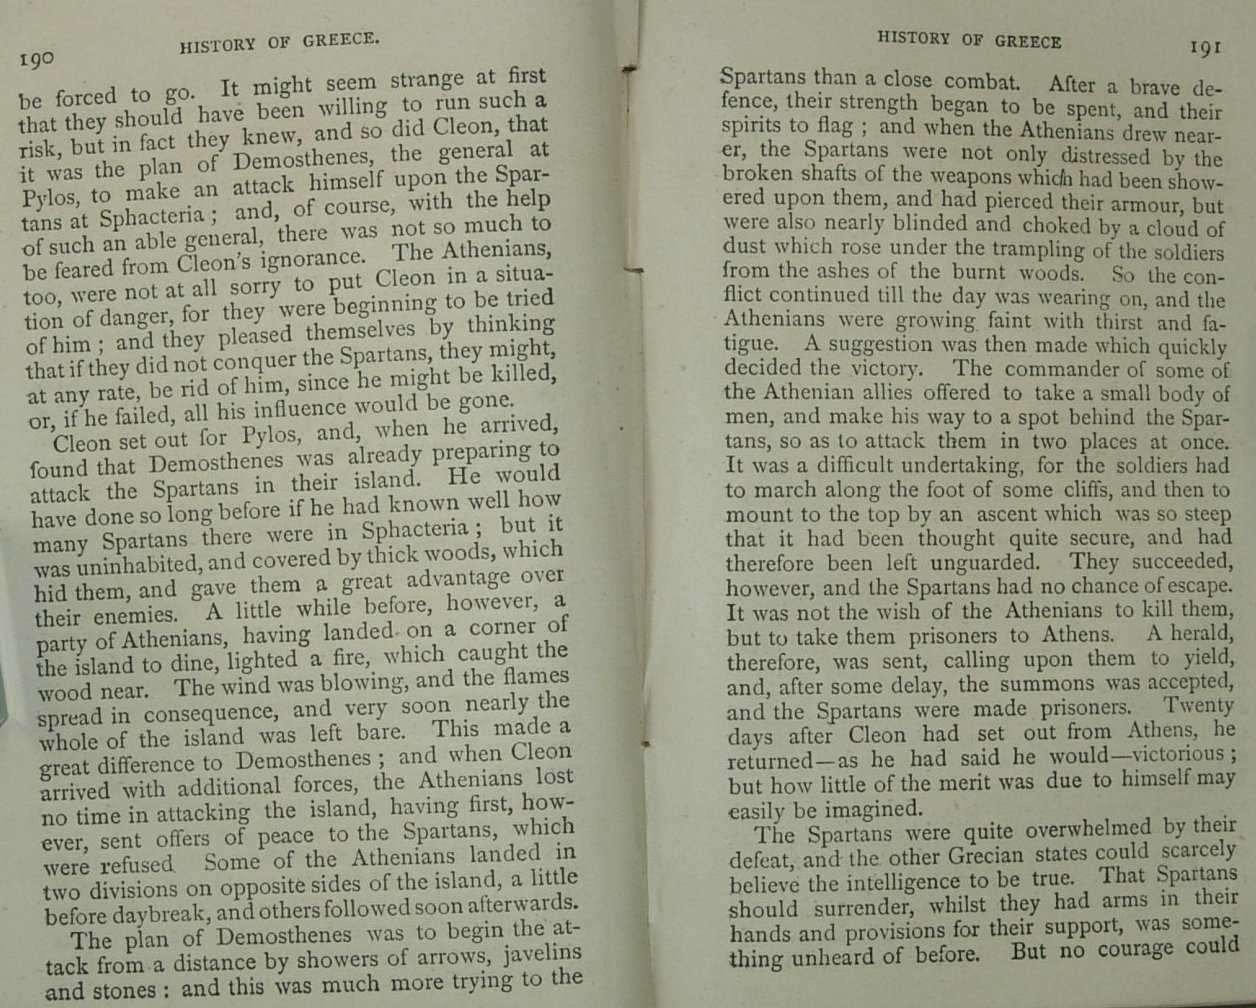 190
HISTORY OF GREECE.
be forced to go. It might seem strange at first
that they should have been willing to run such a
risk, but in fact they knew, and so did Cleon, that
it was the plan of Demosthenes, the general at
Pylos, to make an attack himself upon the Spar-
tans at Sphacteria ; and, of course, with the help
of such an able general, there was not so much to
be feared from Cleon's ignorance. The Athenians,
too, were not at all sorry to put Cleon in a situa-
tion of danger, for they were beginning to be tried
of him ; and they pleased themselves by thinking
that if they did not conquer the Spartans, they might,
at any rate, be rid of him, since he might be killed,
or, if he failed, all his influence would be gone.
Cleon set out for Pylos, and, when he arrived,
found that Demosthenes was already preparing to
attack the Spartans in their island. He would
have done so long before if he had known well how
many Spartans there were in Sphacteria ; but it
was uninhabited, and covered by thick woods, which
hid them, and gave them a great advantage over
their enemies. A little while before, however, a
party of Athenians, having landed on a corner of
the island to dine, lighted a fire, which caught the
wood near. The wind was blowing, and the flames
spread in consequence, and very soon nearly the
whole of the island was left bare. This made a
great difference to Demosthenes ; and when Cleon
arrived with additional forces, the Athenians lost
no time in attacking the island, having first, how-
ever, sent offers of peace to the Spartans, which
were refused. Some of the Athenians landed in
two divisions on opposite sides of the island, a little
before daybreak, and others followed soon afterwards.
The plan of Demosthenes was to begin the at-
tack from a distance by showers of arrows, javelins
and stones : and this was much more trying to the
HISTORY OF GREECE
191
Spartans than a close combat. After a brave de-
fence, their strength began to be spent, and their
spirits to flag ; and when the Athenians drew near-
er, the Spartans were not only distressed by the
broken shafts of the weapons which had been show-
ered upon them, and had pierced their armour, but
were also nearly blinded and choked by a cloud of
dust which rose under the trampling of the soldiers
from the ashes of the burnt woods. So the con-
flict continued till the day was wearing on, and the
Athenians were growing faint with thirst and fa-
tigue. A suggestion was then made which quickly
decided the victory. The commander of some of
the Athenian allies offered to take a small body of
men, and make his way to a spot behind the Spar-
tans, so as to attack them in two places at once.
It was a difficult undertaking, for the soldiers had
to march along the foot of some cliffs, and then to
mount to the top by an ascent which was so steep
that it had been thought quite secure, and had
therefore been left unguarded. They succeeded,
however, and the Spartans had no chance of escape.
It was not the wish of the Athenians to kill them,
but to take them prisoners to Athens. A herald,
therefore, was sent, calling upon them to yield,
and, after some delay, the summons was accepted,
and the Spartans were made prisoners. Twenty
days after Cleon had set out from Athens, he
returned—as he had said he would—victorious ;
but how little of the merit was due to himself may
easily be imagined.
The Spartans were quite overwhelmed by their
defeat, and the other Grecian states could scarcely
believe the intelligence to be true. That Spartans
should surrender, whilst they had arms in their
hands and provisions for their support, was some-
thing unheard of before. But no courage could